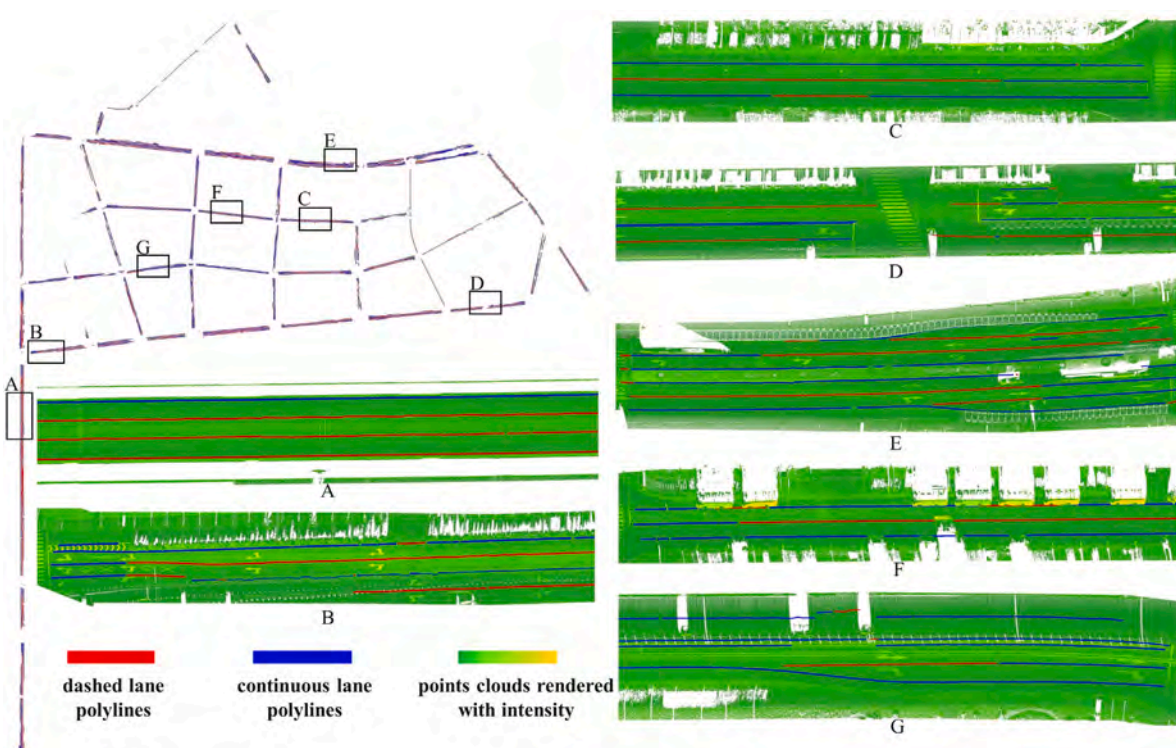 E
F
C
G
D
B
A
A
B
C
D
E
F
G
dashed lane
polylines
continuous lane
polylines
points clouds rendered
with intensity